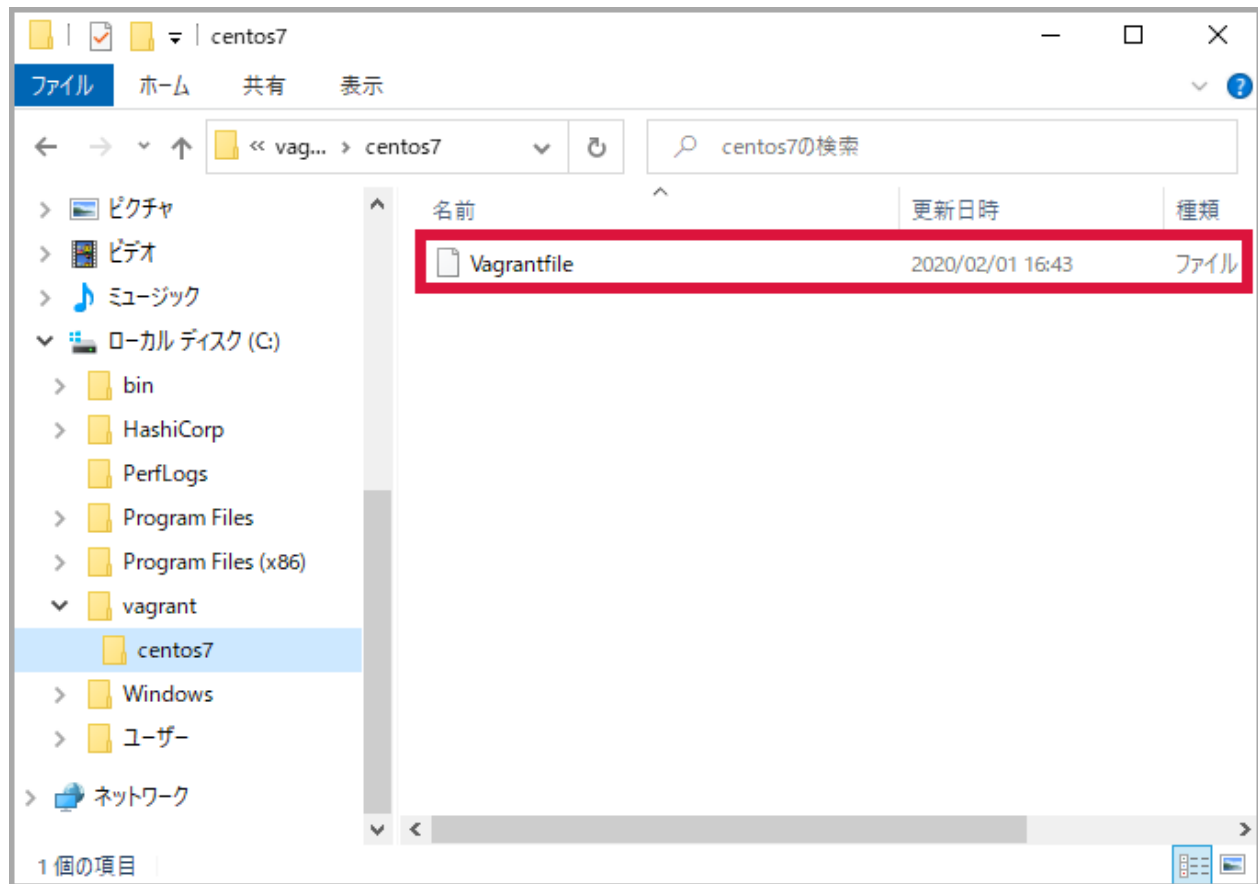 centos7
ファイル ホーム 共有 表示
« vag... › centos7 centos7の検索
ピクチャ
ビデオ
ミュージック
ローカル ディスク (C:)
bin
HashiCorp
PerfLogs
Program Files
Program Files (x86)
vagrant
centos7
Windows
ユーザー
ネットワーク
名前 更新日時 種類
Vagrantfile 2020/02/01 16:43 ファイル
1 個の項目